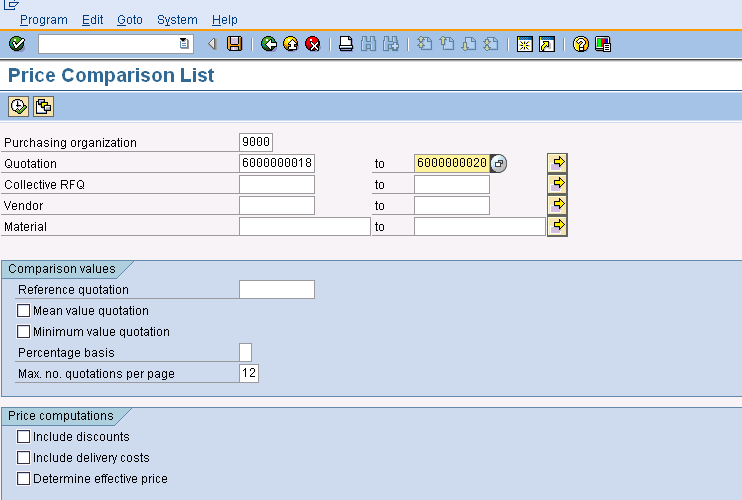 Program Edit Goto System Help
Price Comparison List
Purchasing organization 9000
Quotation 6000000018 to 6000000020
Collective RFQ to
Vendor to
Material to
Comparison values
Reference quotation
Mean value quotation
Minimum value quotation
Percentage basis
Max. no. quotations per page 12
Price computations
Include discounts
Include delivery costs
Determine effective price